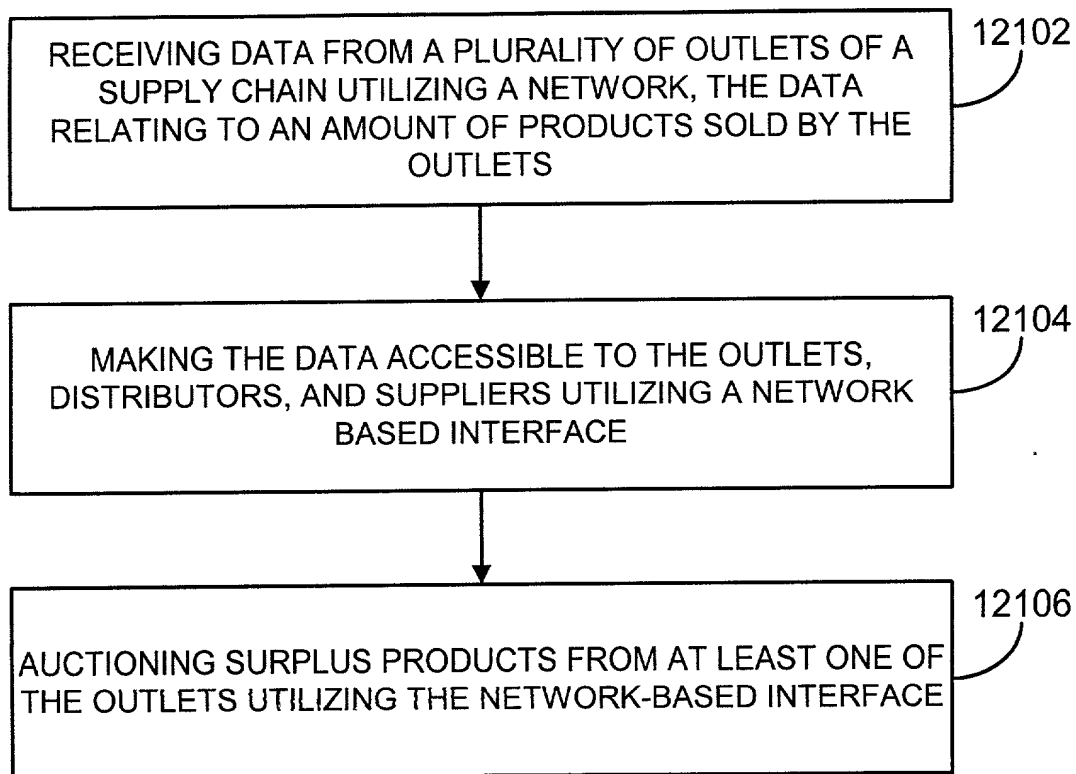 RECEIVING DATA FROM A PLURALITY OF OUTLETS OF A
SUPPLY CHAIN UTILIZING A NETWORK, THE DATA
RELATING TO AN AMOUNT OF PRODUCTS SOLD BY THE
OUTLETS
12102
MAKING THE DATA ACCESSIBLE TO THE OUTLETS,
DISTRIBUTORS, AND SUPPLIERS UTILIZING A NETWORK
BASED INTERFACE
12104
AUCTIONING SURPLUS PRODUCTS FROM AT LEAST ONE OF
THE OUTLETS UTILIZING THE NETWORK-BASED INTERFACE
12106